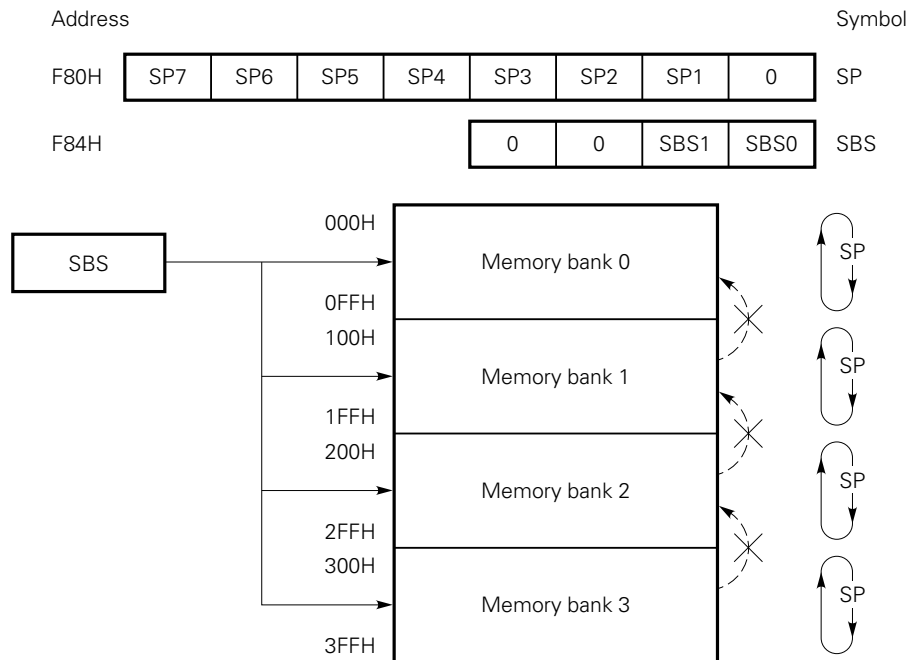 Address Symbol
F80H SP7 SP6 SP5 SP4 SP3 SP2 SP1 0 SP
F84H 0 0 SBS1 SBS0 SBS
000H
SBS Memory bank 0 SP
0FFH
100H
Memory bank 1 SP
1FFH
200H
Memory bank 2 SP
2FFH
300H
Memory bank 3 SP
3FFH